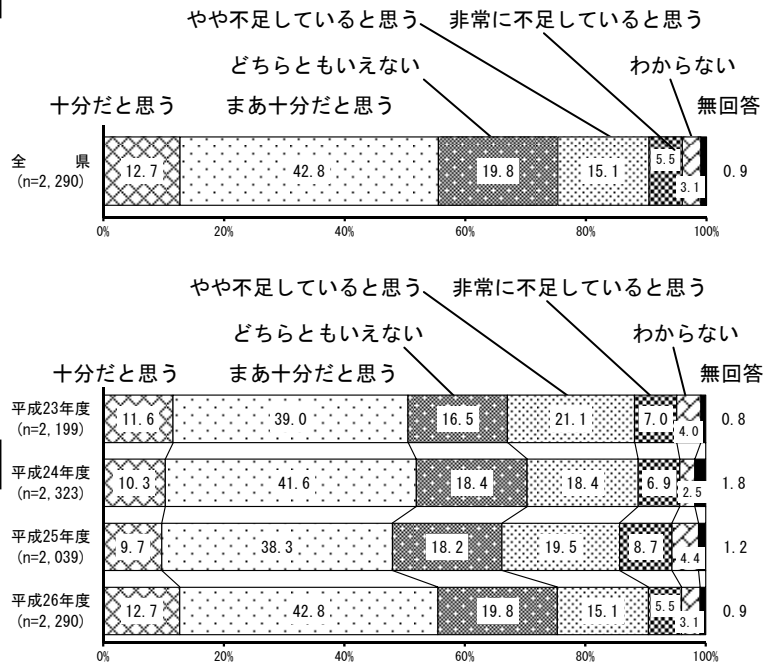 やや不足していると思う 非常に不足していると思う
どちらともいえない わからない
十分だと思う まあ十分だと思う 無回答
全 県 12.7 42.8 19.8 15.1 5.5 3.1 0.9
(n=2,290)
0% 20% 40% 60% 80% 100%
やや不足していると思う 非常に不足していると思う
どちらともいえない わからない
十分だと思う まあ十分だと思う 無回答
平成23年度 11.6 39.0 16.5 21.1 7.0 4.0 0.8
(n=2,199)
平成24年度 10.3 41.6 18.4 18.4 6.9 2.5 1.8
(n=2,323)
平成25年度 9.7 38.3 18.2 19.5 8.7 4.4 1.2
(n=2,039)
平成26年度 12.7 42.8 19.8 15.1 5.5 3.1 0.9
(n=2,290)
0% 20% 40% 60% 80% 100%